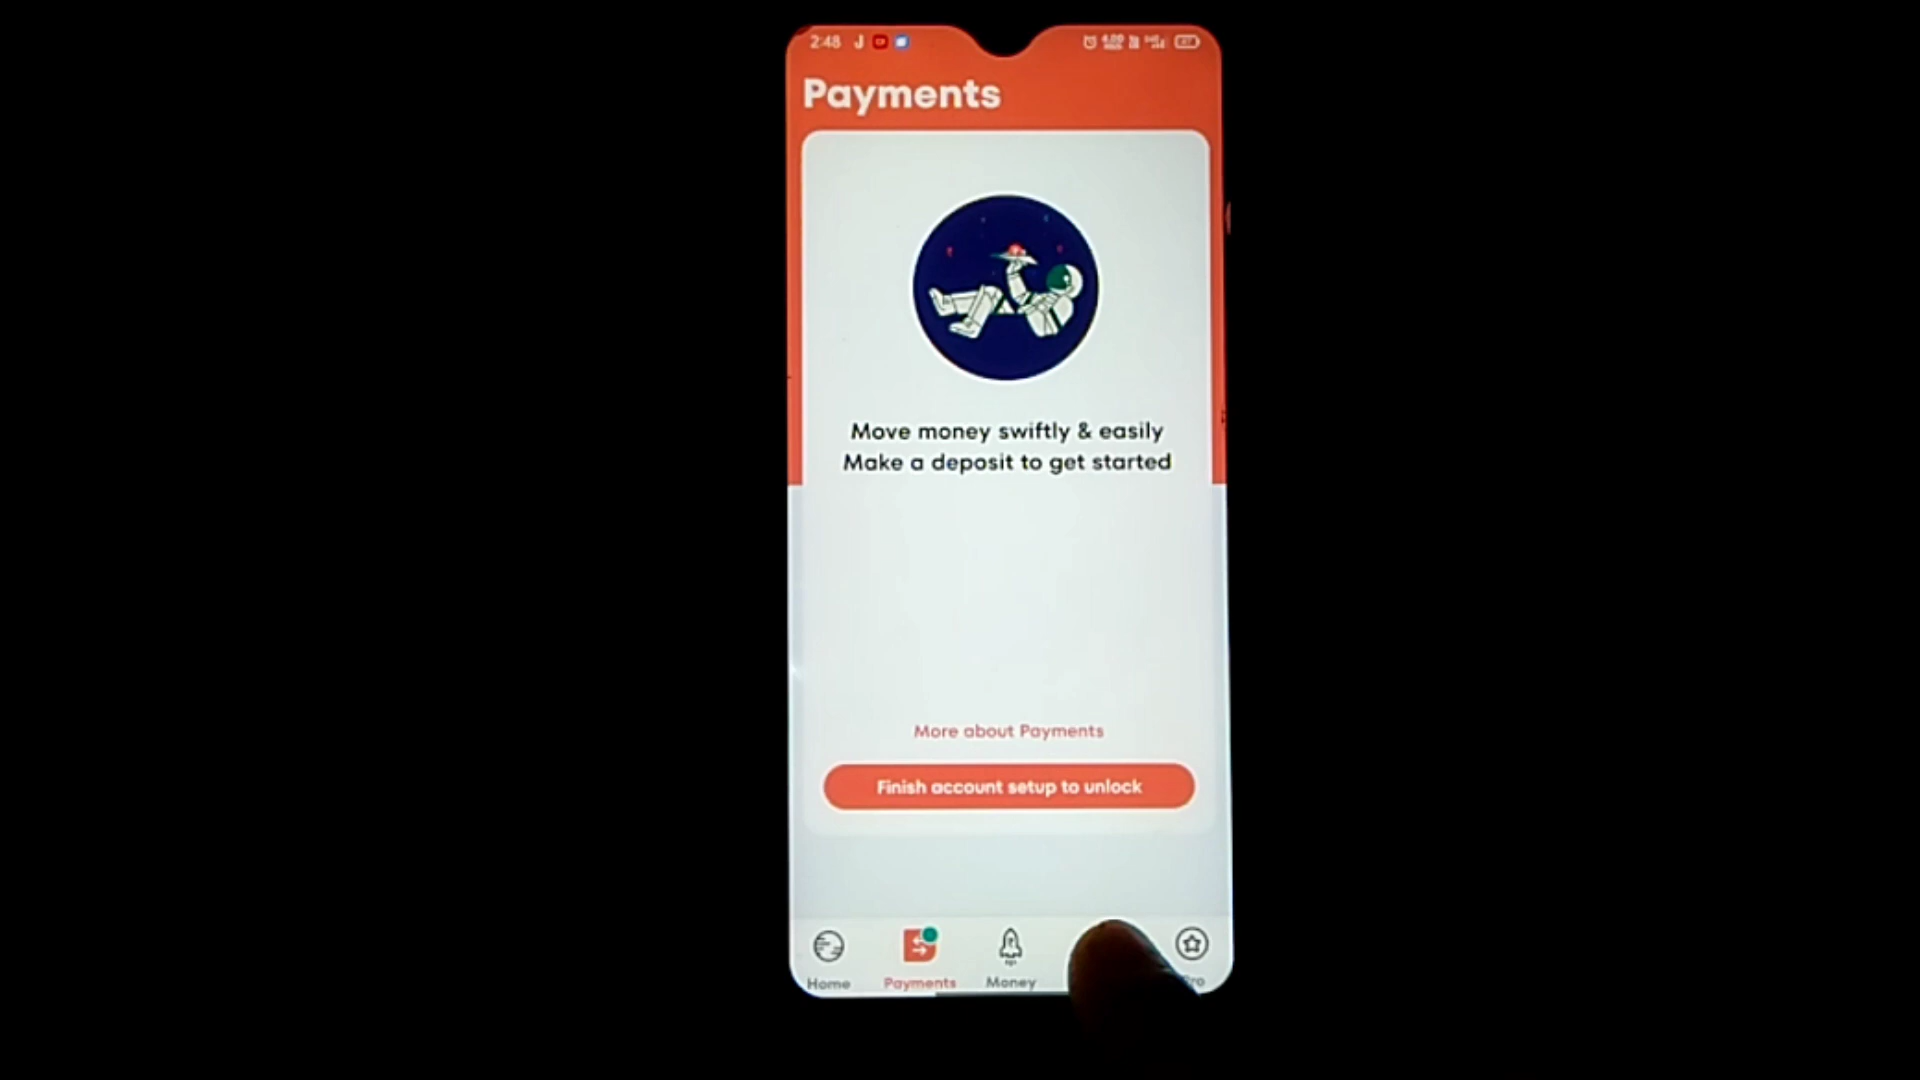 2:48 J
Payments
Move money swiftly & easily
Make a deposit to get started
More about Payments
Finish account setup to unlock
Home Payments Money